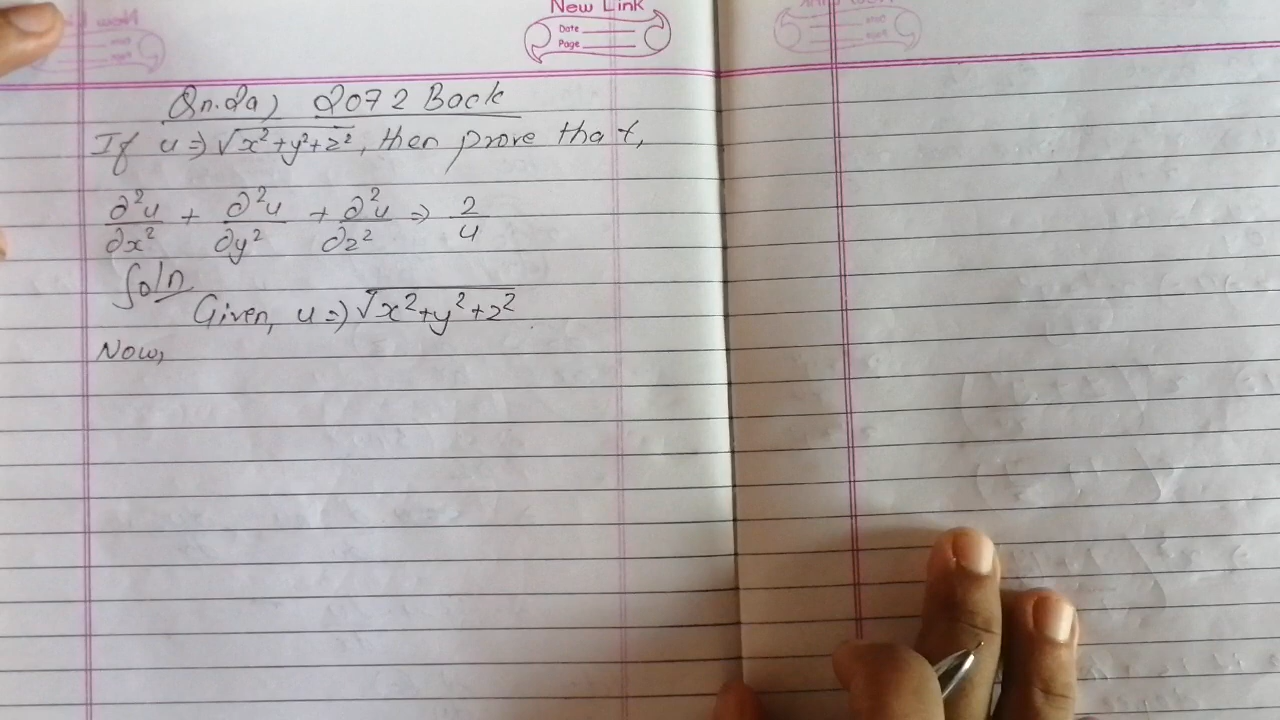 New Link
Date
Page
Qn.2a) 2072 Back
If u ⇒ √x²+y²+z², then prove that,
∂²u/∂x² + ∂²u/∂y² + ∂²u/∂z² ⇒ 2/u
Soln
Given, u ⇒ √x²+y²+z²
Now,